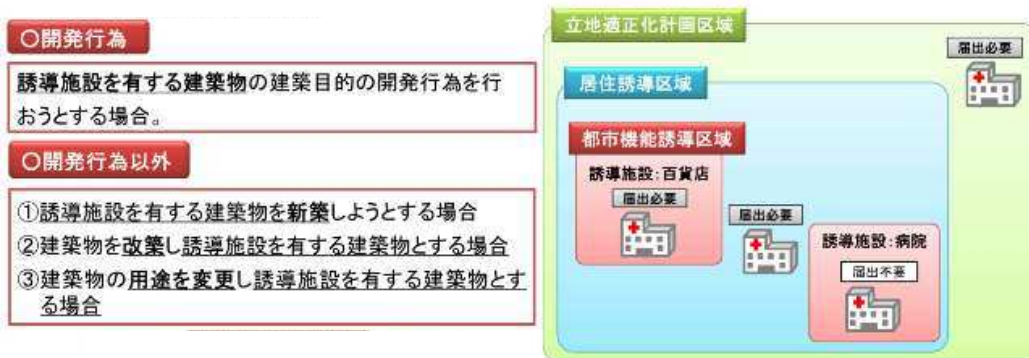 ○開発行為
誘導施設を有する建築物の建築目的の開発行為を行
おうとする場合。
○開発行為以外
①誘導施設を有する建築物を新築しようとする場合
②建築物を改築し誘導施設を有する建築物とする場合
③建築物の用途を変更し誘導施設を有する建築物とす
る場合
立地適正化計画区域
届出必要
居住誘導区域
都市機能誘導区域
誘導施設:百貨店
届出必要
届出必要
誘導施設:病院
届出不要